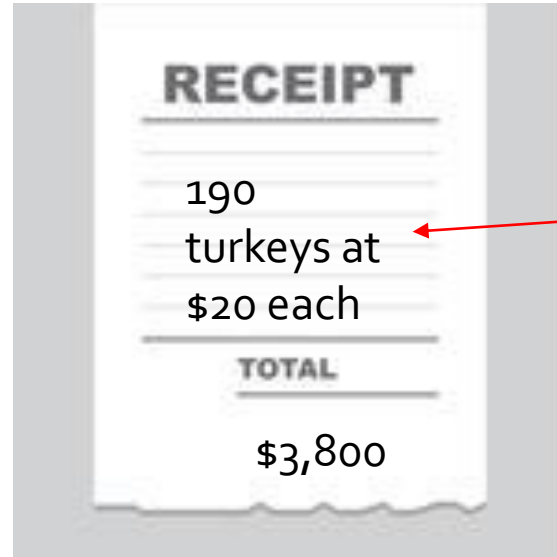 RECEIPT
190
turkeys at
$20 each
TOTAL
$3,800